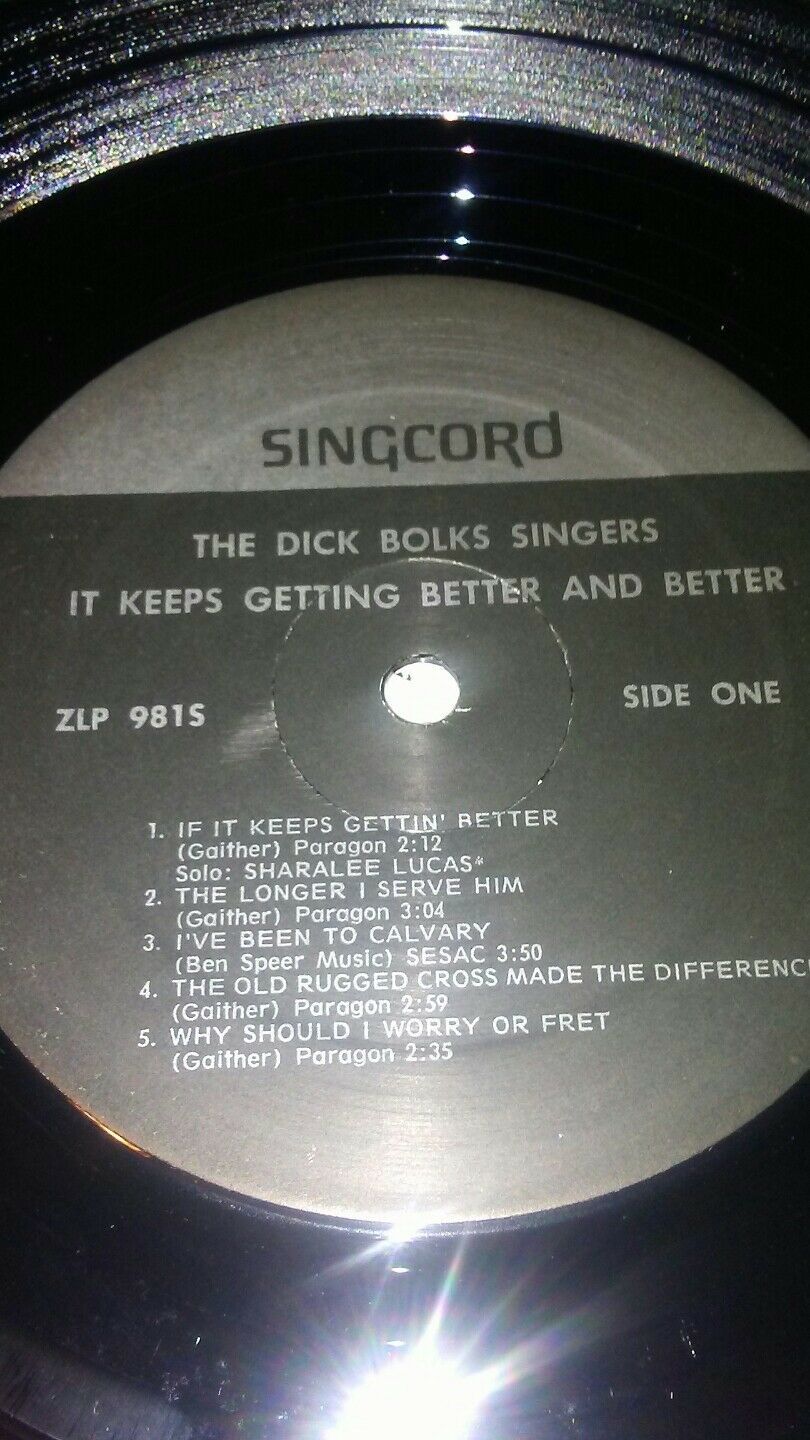 SINGCORD
THE DICK BOLKS SINGERS
IT KEEPS GETTING BETTER AND BETTER
ZLP 981S
SIDE ONE
1. IF IT KEEPS GETTIN' BETTER
(Gaither) Paragon 2:12
Solo: SHARALEE LUCAS*
2. THE LONGER I SERVE HIM
(Gaither) Paragon 3:04
3. I'VE BEEN TO CALVARY
(Ben Speer Music) SESAC 3:50
4. THE OLD RUGGED CROSS MADE THE DIFFERENC
(Gaither) Paragon 2:59
5. WHY SHOULD I WORRY OR FRET
(Gaither) Paragon 2:35